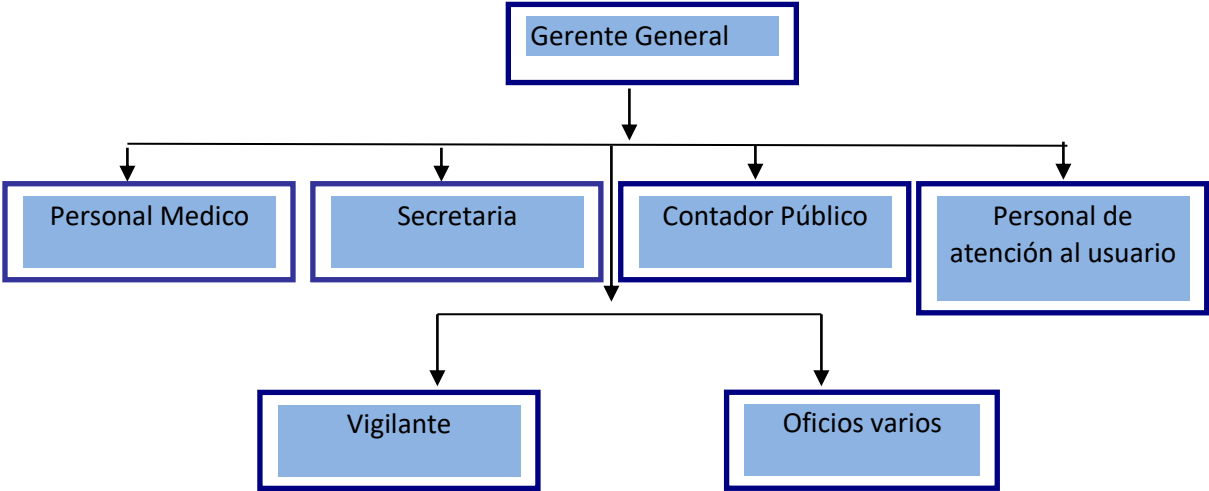 Gerente General
Personal Medico
Secretaria
Contador Público
Personal de
atención al usuario
Vigilante
Oficios varios